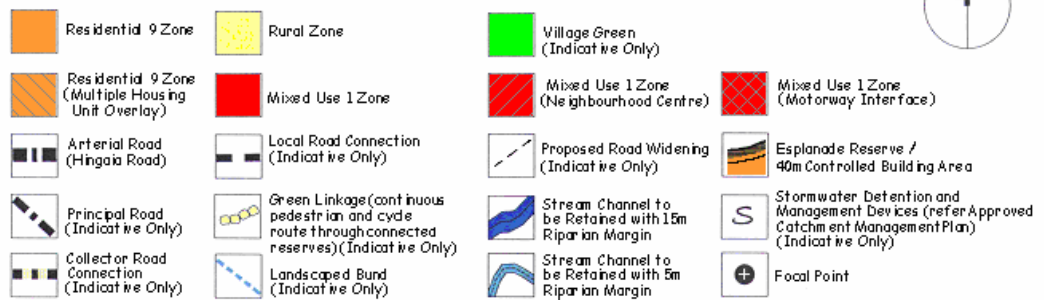 Residential 9 Zone
Rural Zone
Village Green
(Indicative Only)
Residential 9 Zone
(Multiple Housing
Unit Overlay)
Mixed Use 1 Zone
Mixed Use 1 Zone
(Neighbourhood Centre)
Mixed Use 1 Zone
(Motorway Interface)
Arterial Road
(Hingaia Road)
Local Road Connection
(Indicative Only)
Proposed Road Widening
(Indicative Only)
Esplanade Reserve /
40m Controlled Building Area
Principal Road
(Indicative Only)
Green Linkage (continuous
pedestrian and cycle
route through connected
reserves) (Indicative Only)
Stream Channel to
be Retained with 15m
Riparian Margin
S
Stormwater Detention and
Management Devices (refer Approved
Catchment Management Plan)
(Indicative Only)
Collector Road
Connection
(Indicative Only)
Landscaped Bund
(Indicative Only)
Stream Channel to
be Retained with 5m
Riparian Margin
Focal Point